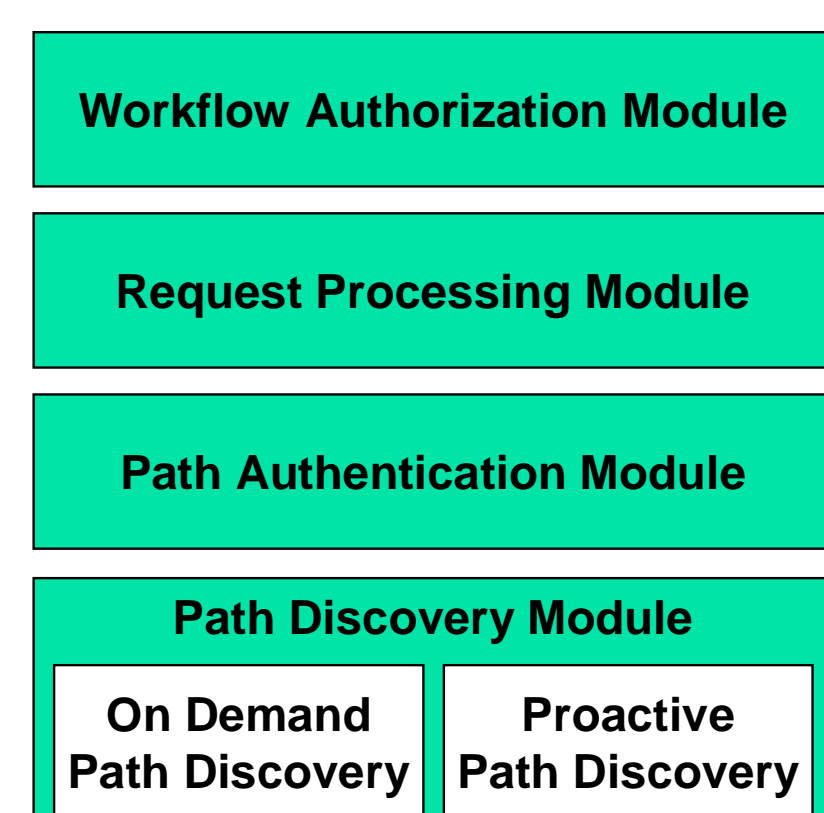 Workflow Authorization Module
Request Processing Module
Path Authentication Module
Path Discovery Module
On Demand
Path Discovery
Proactive
Path Discovery